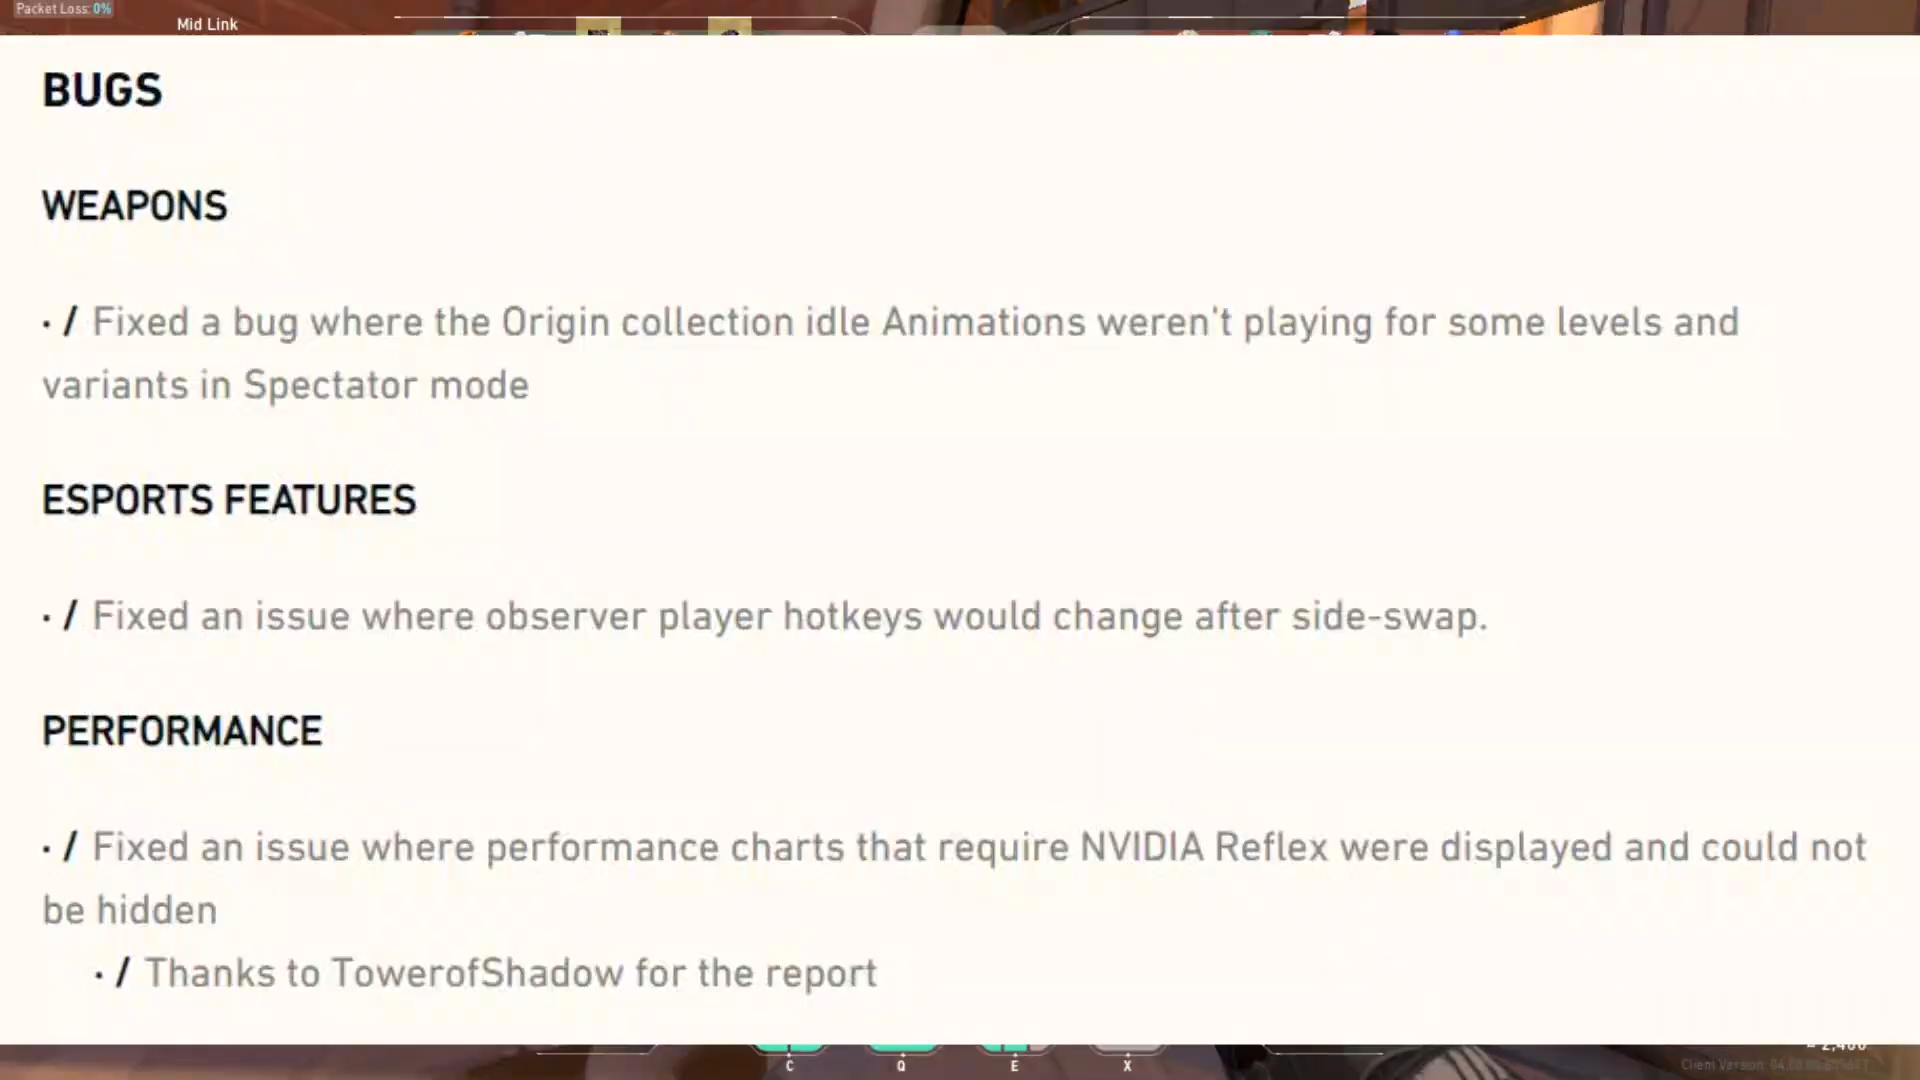 Packet Loss: 0%
Mid Link
BUGS
WEAPONS
· / Fixed a bug where the Origin collection idle Animations weren't playing for some levels and
variants in Spectator mode
ESPORTS FEATURES
· / Fixed an issue where observer player hotkeys would change after side-swap.
PERFORMANCE
· / Fixed an issue where performance charts that require NVIDIA Reflex were displayed and could not
be hidden
· / Thanks to TowerofShadow for the report
C Q E X
Client Version: